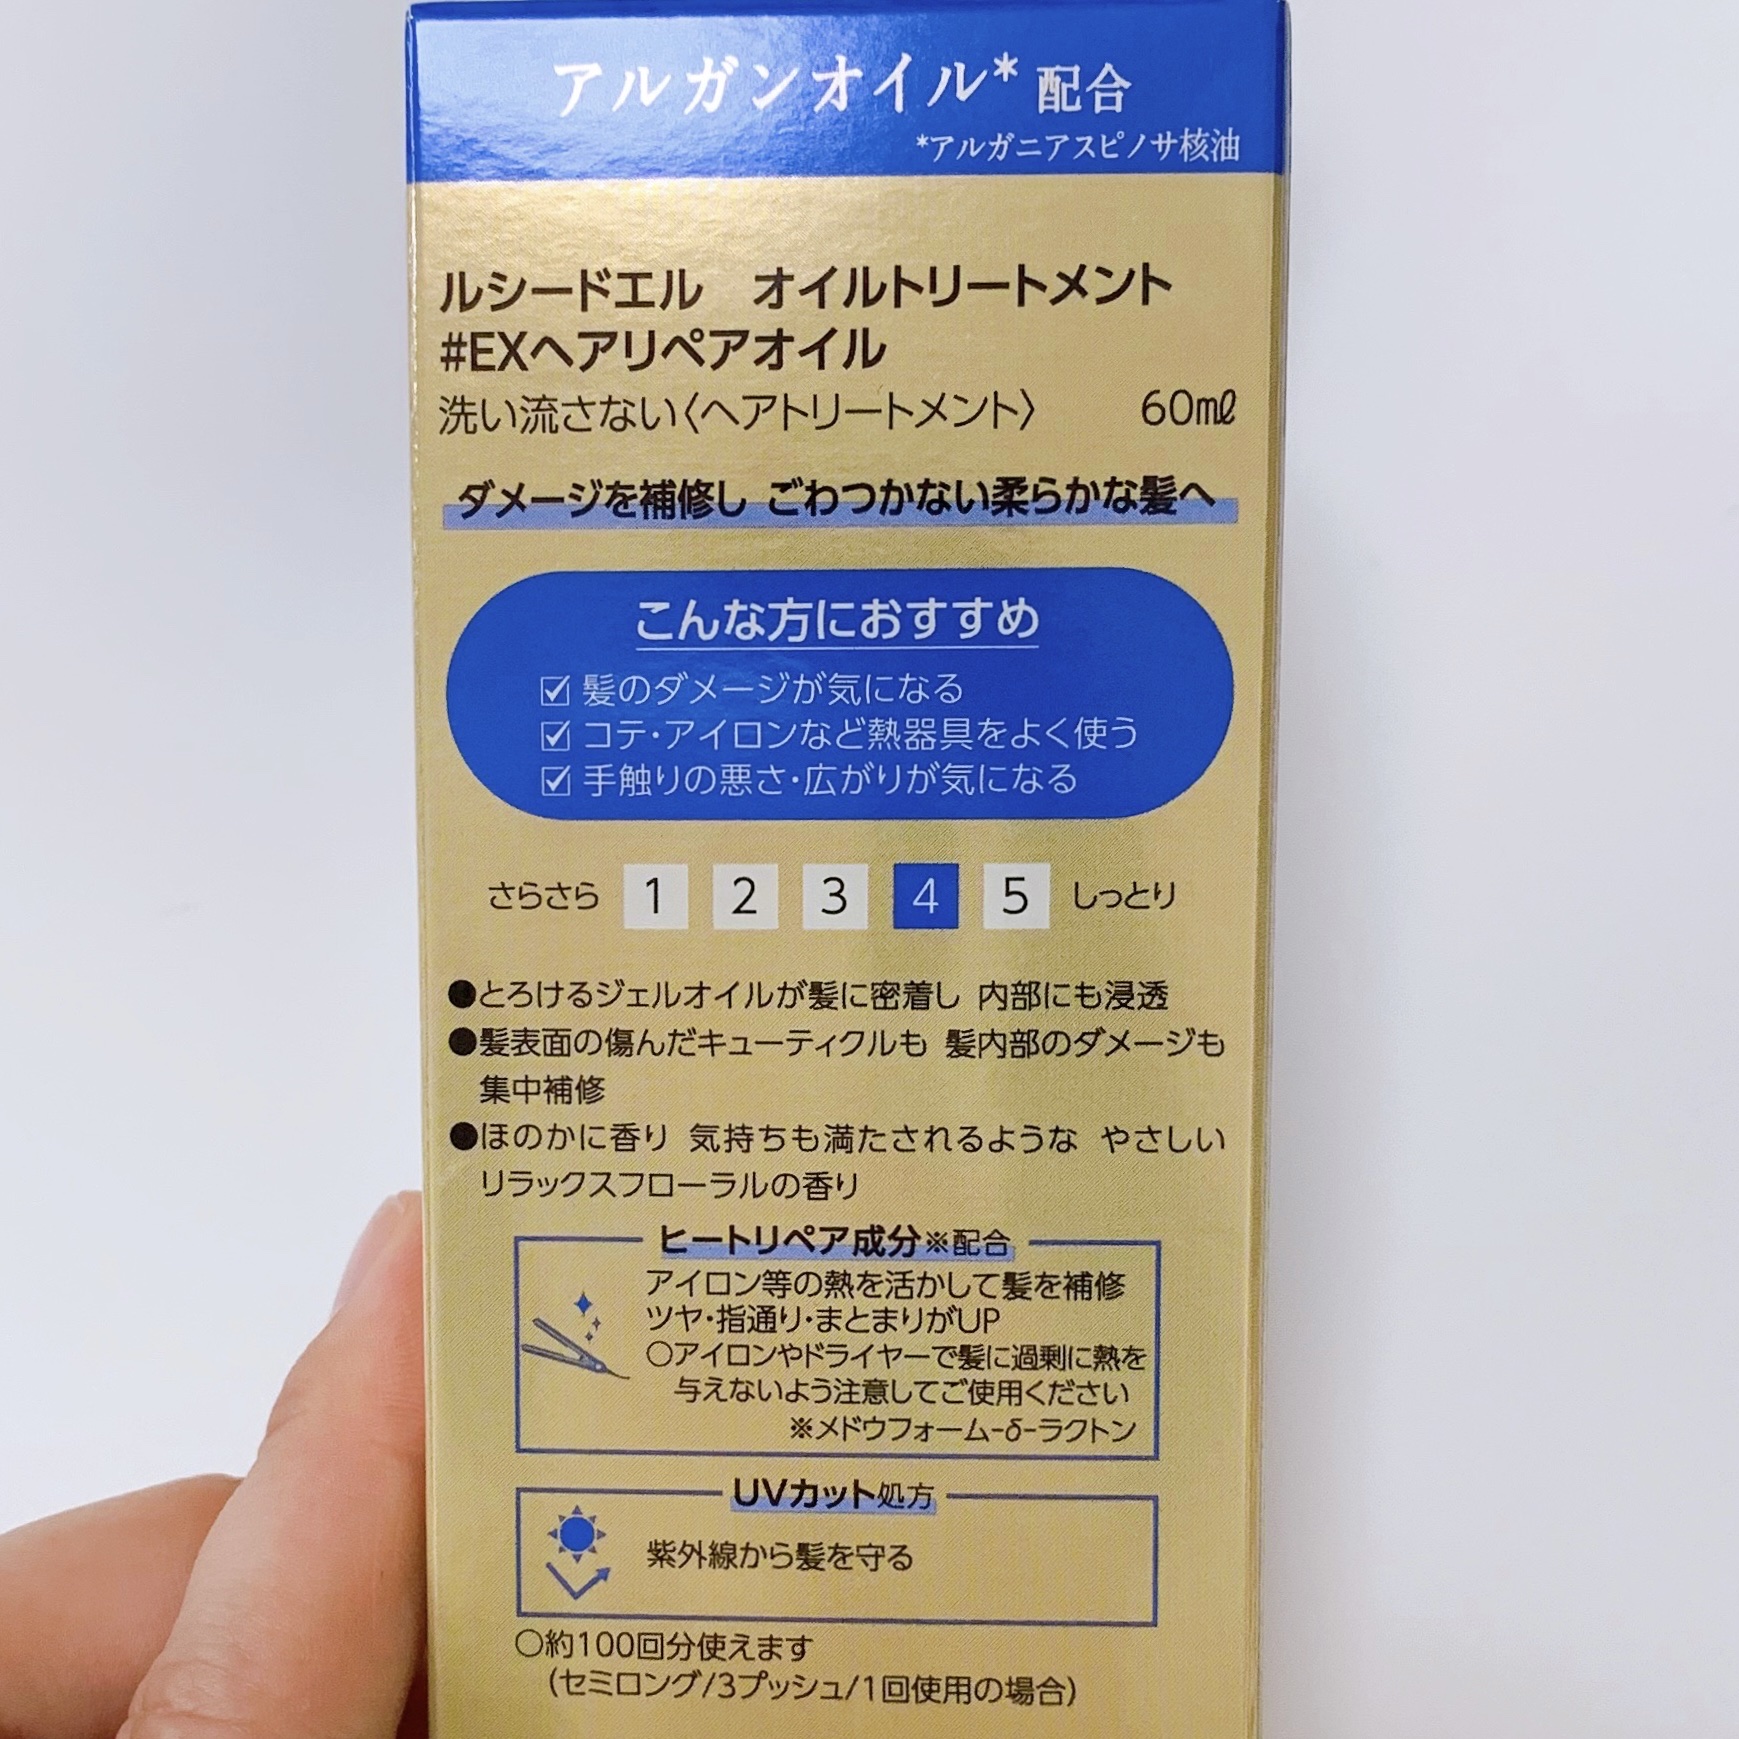 アルガンオイル* 配合
*アルガニアスピノサ核油
ルシードエル オイルトリートメント
#EXヘアリペアオイル
洗い流さない〈ヘアトリートメント〉 60mℓ
ダメージを補修し ごわつかない柔らかな髪へ
こんな方におすすめ
☑ 髪のダメージが気になる
☑ コテ・アイロンなど熱器具をよく使う
☑ 手触りの悪さ・広がりが気になる
さらさら 1 2 3 4 5 しっとり
●とろけるジェルオイルが髪に密着し 内部にも浸透
●髪表面の傷んだキューティクルも 髪内部のダメージも
集中補修
●ほのかに香り 気持ちも満たされるような やさしい
リラックスフローラルの香り
ヒートリペア成分※配合
アイロン等の熱を活かして髪を補修
ツヤ・指通り・まとまりがUP
○アイロンやドライヤーで髪に過剰に熱を
与えないよう注意してご使用ください
※メドウフォーム-δ-ラクトン
UVカット処方
紫外線から髪を守る
○約100回分使えます
(セミロング/3プッシュ/1回使用の場合)